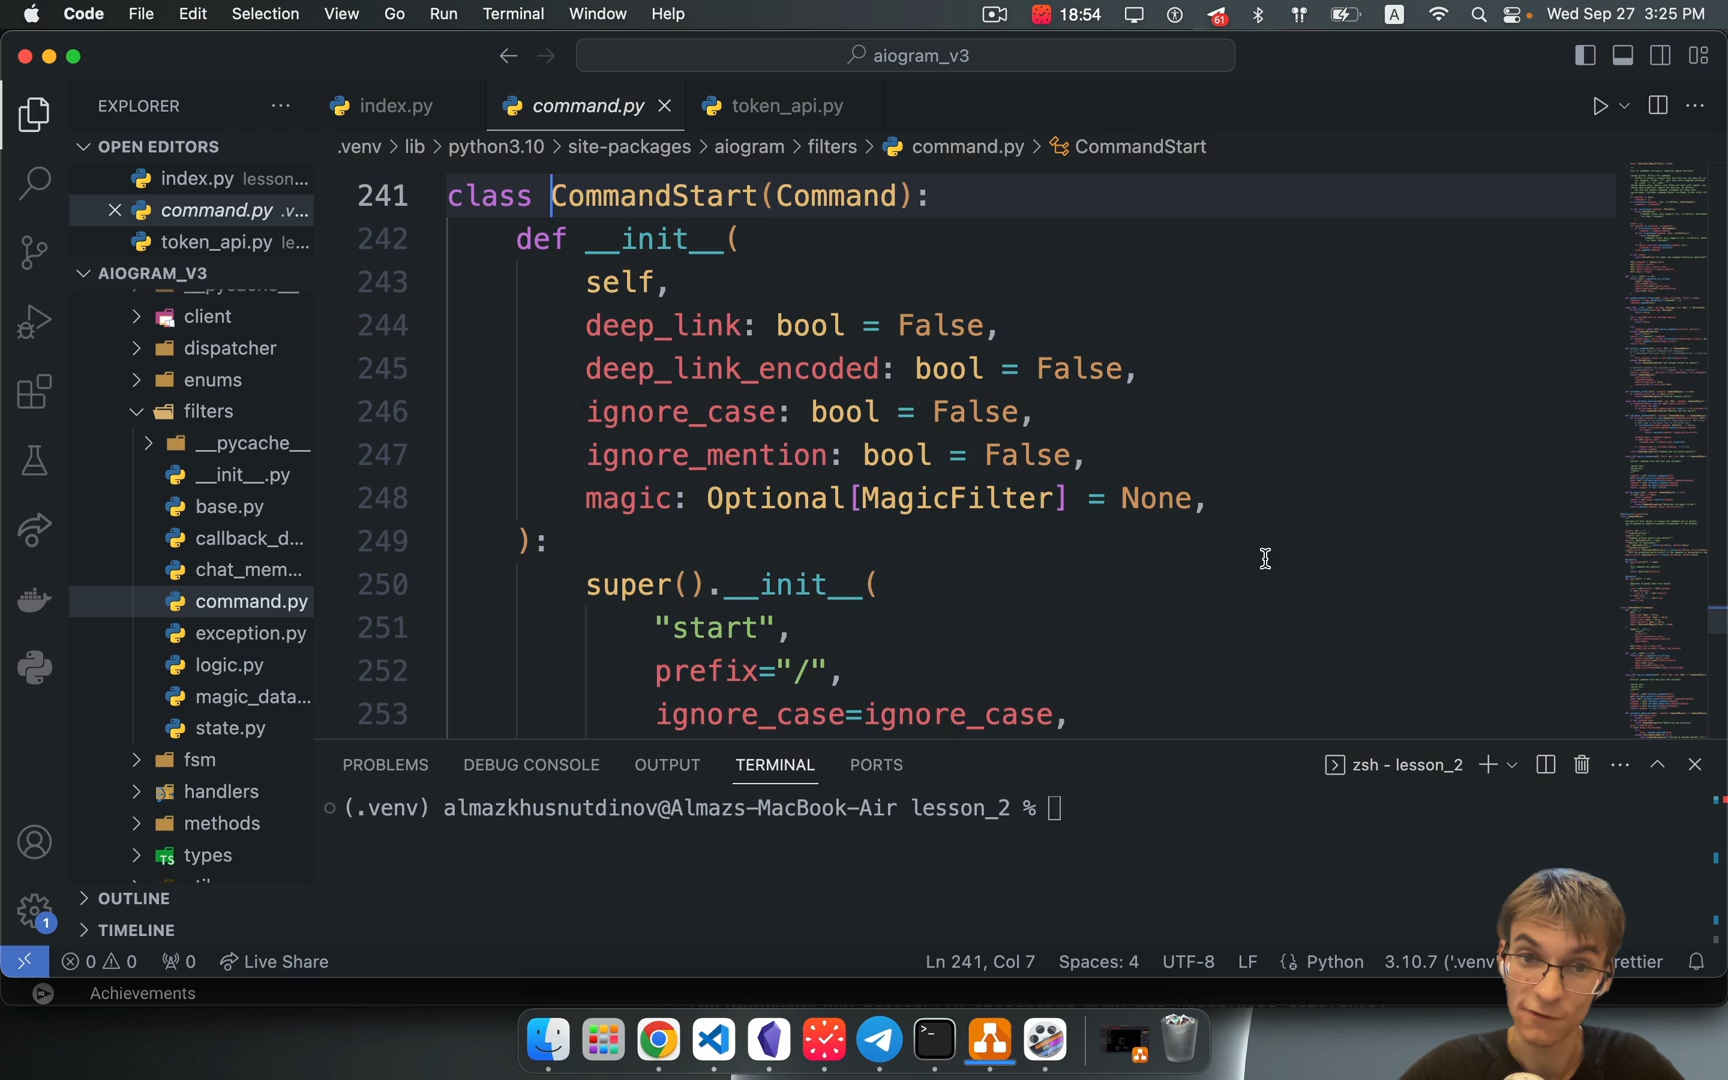 Code File Edit Selection View Go Run Terminal Window Help
18:54 61 A Wed Sep 27 3:25 PM
aiogram_v3
EXPLORER
index.py command.py token_api.py
OPEN EDITORS
.venv > lib > python3.10 > site-packages > aiogram > filters > command.py > CommandStart
index.py lesson...
command.py .v...
token_api.py le...
AIOGRAM_V3
__pycache__
client
dispatcher
enums
filters
__pycache__
__init__.py
base.py
callback_d...
chat_mem...
command.py
exception.py
logic.py
magic_data...
state.py
fsm
handlers
methods
TS types
OUTLINE
TIMELINE
241 class CommandStart(Command):
242 def __init__(
243 self,
244 deep_link: bool = False,
245 deep_link_encoded: bool = False,
246 ignore_case: bool = False,
247 ignore_mention: bool = False,
248 magic: Optional[MagicFilter] = None,
249 ):
250 super().__init__(
251 "start",
252 prefix="/",
253 ignore_case=ignore_case,
PROBLEMS DEBUG CONSOLE OUTPUT TERMINAL PORTS
zsh - lesson_2
(.venv) almazkhusnutdinov@Almazs-MacBook-Air lesson_2 %
1
0 0 0 Live Share
Ln 241, Col 7 Spaces: 4 UTF-8 LF Python 3.10.7 ('.venv rettier
Achievements